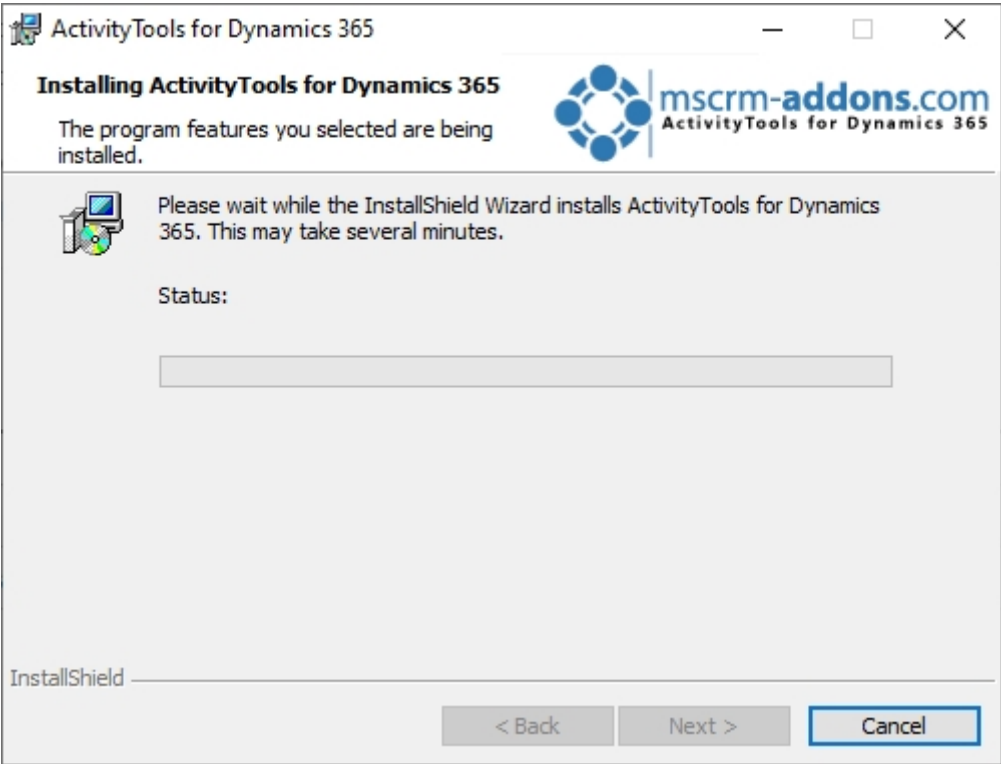 ActivityTools for Dynamics 365
Installing ActivityTools for Dynamics 365
The program features you selected are being
installed.
mscrm-addons.com
ActivityTools for Dynamics 365
Please wait while the InstallShield Wizard installs ActivityTools for Dynamics
365. This may take several minutes.
Status:
InstallShield
< Back
Next >
Cancel